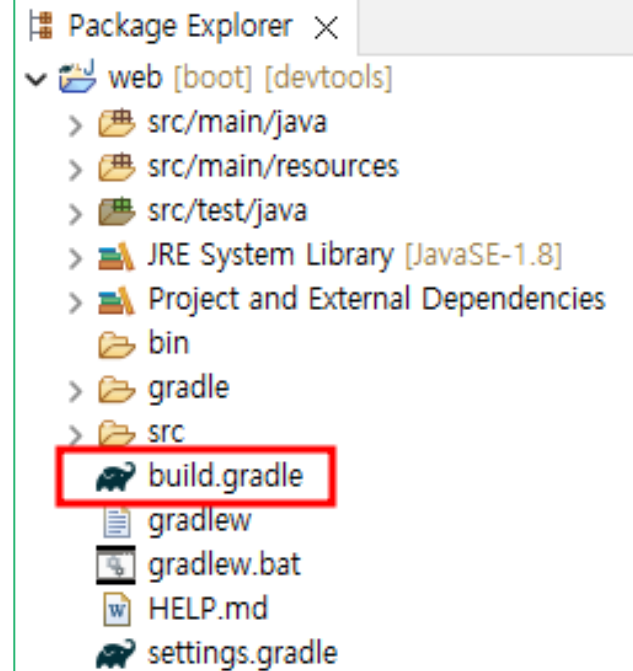 Package Explorer
web [boot] [devtools]
src/main/java
src/main/resources
src/test/java
JRE System Library [JavaSE-1.8]
Project and External Dependencies
bin
gradle
src
build.gradle
gradlew
gradlew.bat
HELP.md
settings.gradle